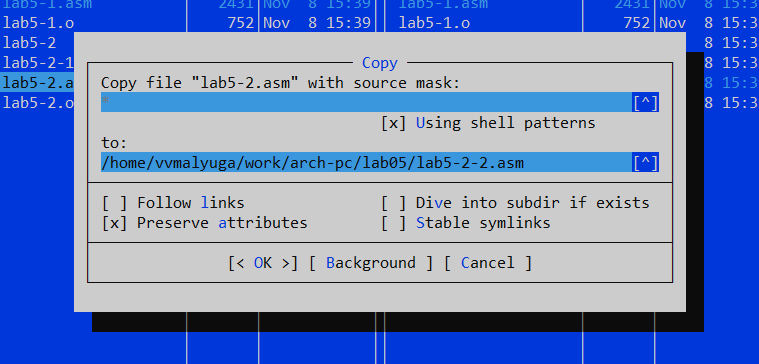 lab5-1.asm 2431 Nov 8 15:39 lab5-1.asm 2431 Nov 8 15:3
lab5-1.o 752 Nov 8 15:39 lab5-1.o 752 Nov 8 15:3
lab5-2 8 15:3
lab5-2-1 8 15:3
lab5-2.a 8 15:3
lab5-2.o 8 15:3
Copy
Copy file "lab5-2.asm" with source mask:
* [^]
[x] Using shell patterns
to:
/home/vvmalyuga/work/arch-pc/lab05/lab5-2-2.asm [^]
[ ] Follow links [ ] Dive into subdir if exists
[x] Preserve attributes [ ] Stable symlinks
[< OK >] [ Background ] [ Cancel ]